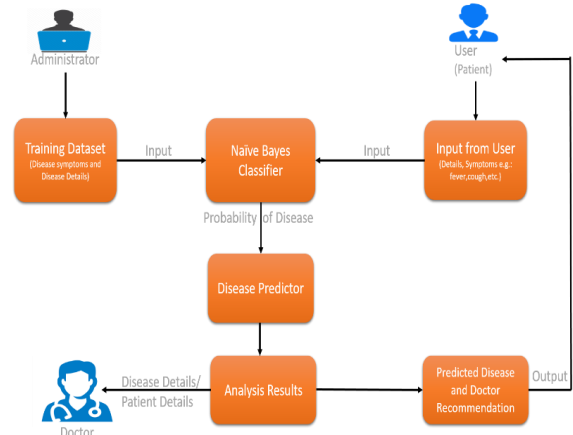 Administrator
User
(Patient)
Training Dataset
(Disease symptoms and
Disease Details)
Input
Naïve Bayes
Classifier
Input
Input from User
(Details, Symptoms e.g.:
fever,cough,etc.)
Probability of Disease
Disease Predictor
Disease Details/
Patient Details
Analysis Results
Predicted Disease
and Doctor
Recommendation
Output
Doctor